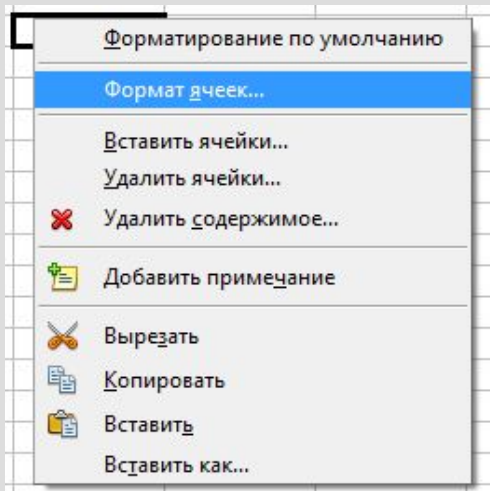 Форматирование по умолчанию
Формат ячеек...
Вставить ячейки...
Удалить ячейки...
Удалить содержимое...
Добавить примечание
Вырезать
Копировать
Вставить
Вставить как...